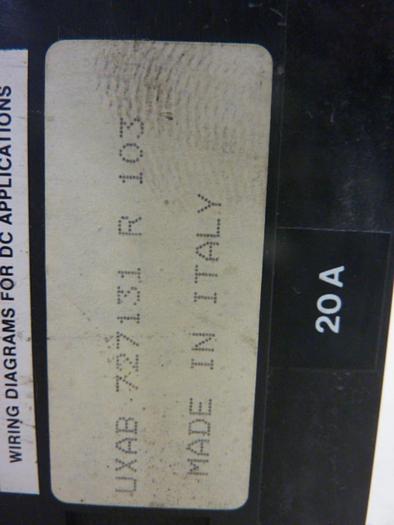 WIRING DIAGRAMS FOR DC APPLICATIONS
UXAB 727131 R 103
MADE IN ITALY
20 A